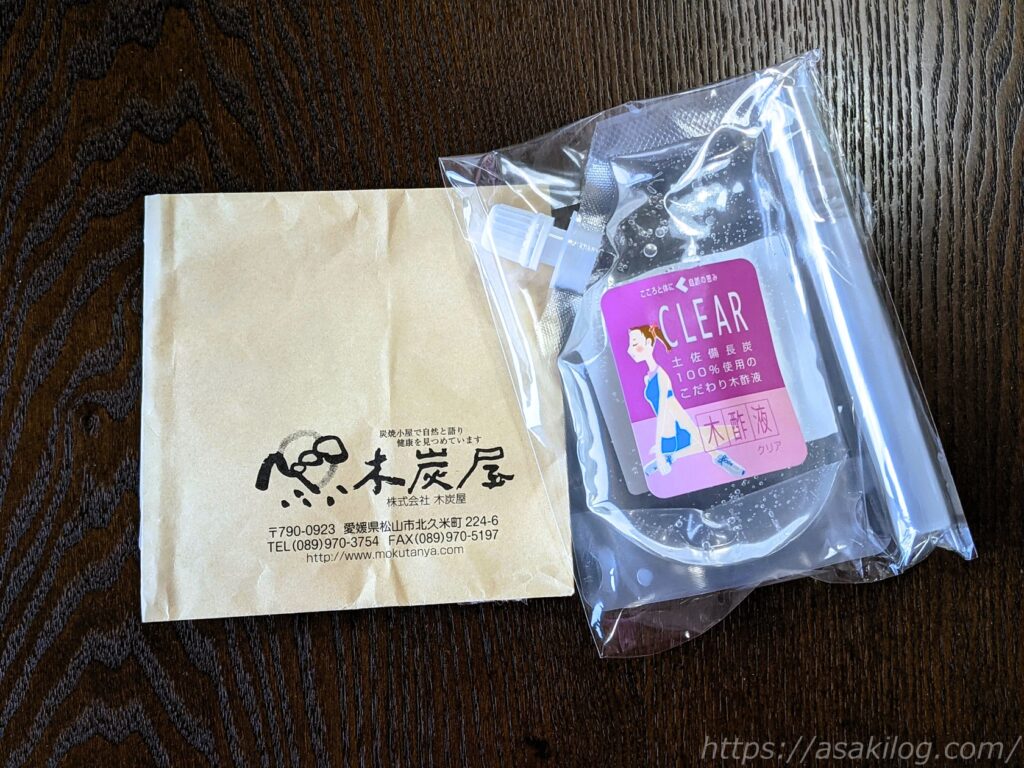 炭焼小屋で自然と語り
健康を見つめています
木炭屋
株式会社 木炭屋
〒790-0923 愛媛県松山市北久米町 224-6
TEL(089)970-3754 FAX(089)970-5197
http://www.mokutanya.com
こころと体に く 自然の恵み
CLEAR
土佐備長炭
100%使用の
こだわり木酢液
木酢液
クリア
https://asakilog.com/